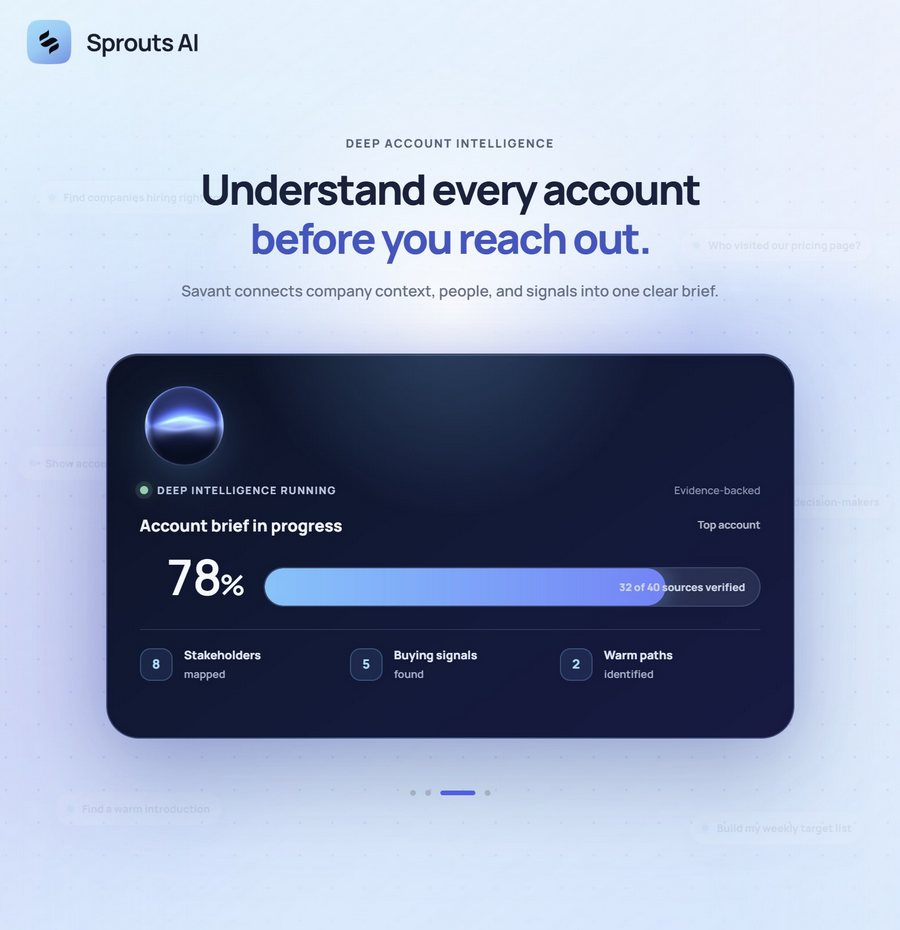 Sprouts AI
DEEP ACCOUNT INTELLIGENCE
Find companies hiring right
Understand every account
before you reach out.
Who visited our pricing page?
Savant connects company context, people, and signals into one clear brief.
Show accou
DEEP INTELLIGENCE RUNNING
Evidence-backed
decision-makers
Account brief in progress
Top account
78%
32 of 40 sources verified
8
Stakeholders
mapped
5
Buying signals
found
2
Warm paths
identified
Find a warm introduction
Build my weekly target list